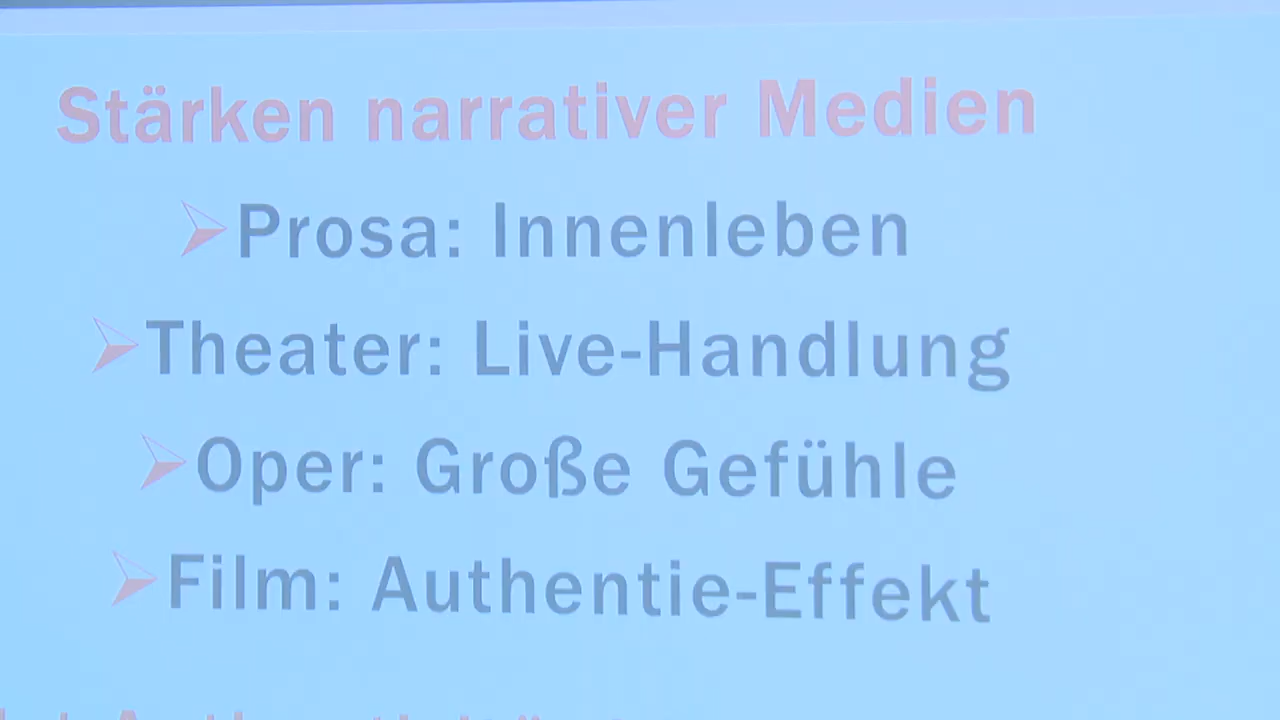 Stärken narrativer Medien
Prosa: Innenleben
Theater: Live-Handlung
Oper: Große Gefühle
Film: Authentie-Effekt